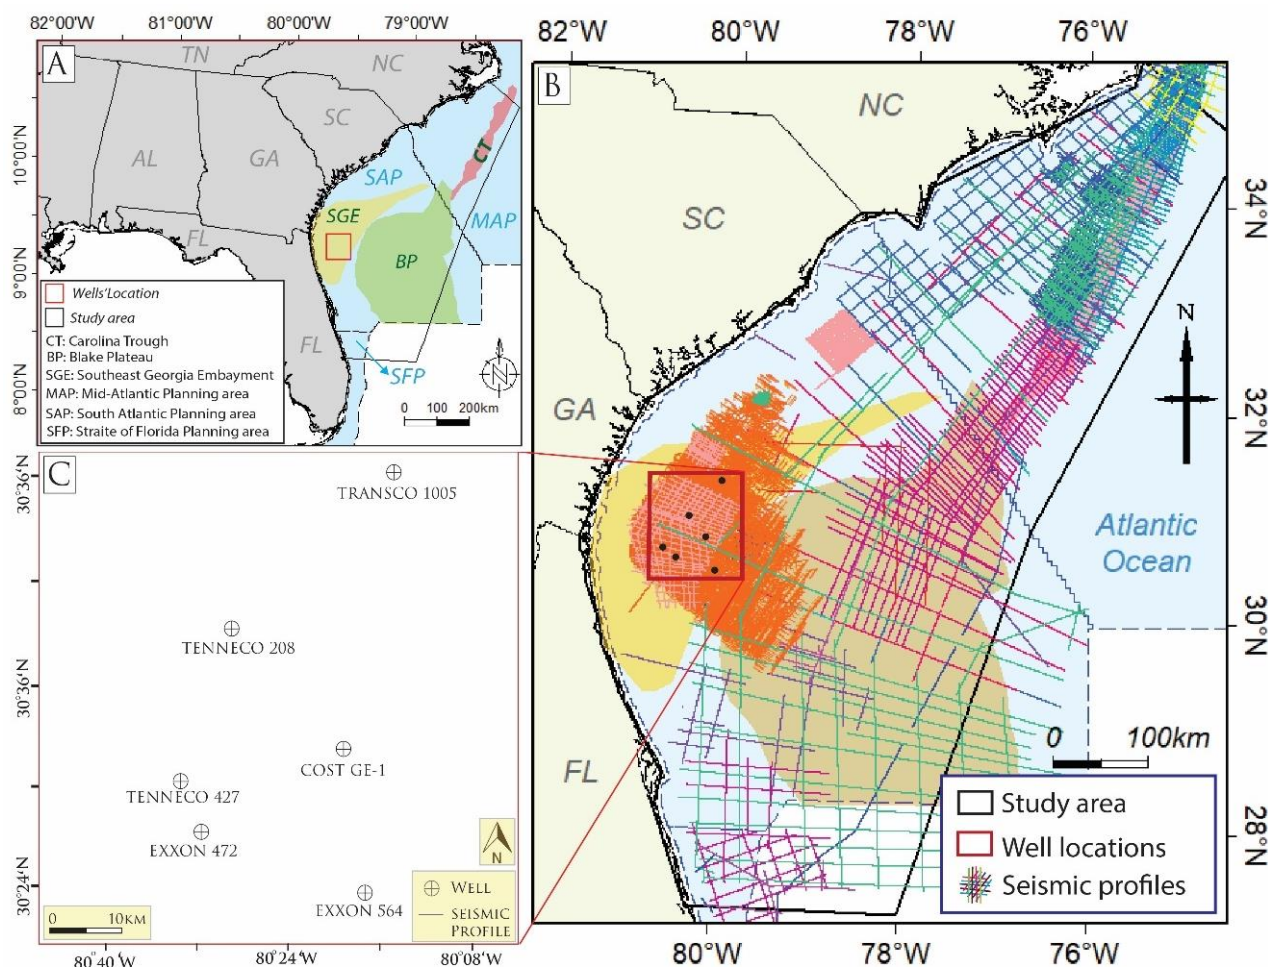 82°00'W 81°00'W 80°00'W 79°00'W
A
TN
NC
SC
AL
GA
FL
FL
CT
SAP
SGE
MAP
BP
SFP
10°00'N
9°00'N
8°00'N
Wells'Location
Study area
CT: Carolina Trough
BP: Blake Plateau
SGE: Southeast Georgia Embayment
MAP: Mid-Atlantic Planning area
SAP: South Atlantic Planning area
SFP: Straite of Florida Planning area
N
0 100 200km
82°W 80°W 78°W 76°W
B
NC
SC
GA
FL
Atlantic
Ocean
N
34°N
32°N
30°N
28°N
0 100km
Study area
Well locations
Seismic profiles
80°W 78°W 76°W
C
30°36'N
30°36'N
30°24'N
TRANSCO 1005
TENNECO 208
COST GE-1
TENNECO 427
EXXON 472
EXXON 564
N
0 10KM
WELL
SEISMIC
PROFILE
80°40'W 80°24'W 80°08'W